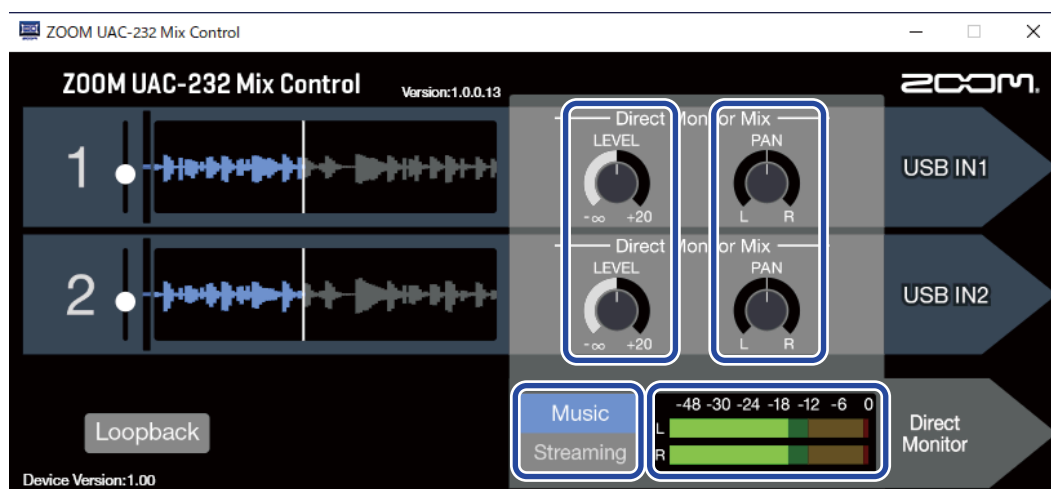 ZOOM UAC-232 Mix Control
ZOOM UAC-232 Mix Control
Version:1.0.0.13
ZOOM.
1
Direct Monitor Mix
LEVEL
PAN
-∞ +20
L R
USB IN1
2
Direct Monitor Mix
LEVEL
PAN
-∞ +20
L R
USB IN2
Loopback
Music
Streaming
-48 -30 -24 -18 -12 -6 0
L
R
Direct
Monitor
Device Version:1.00